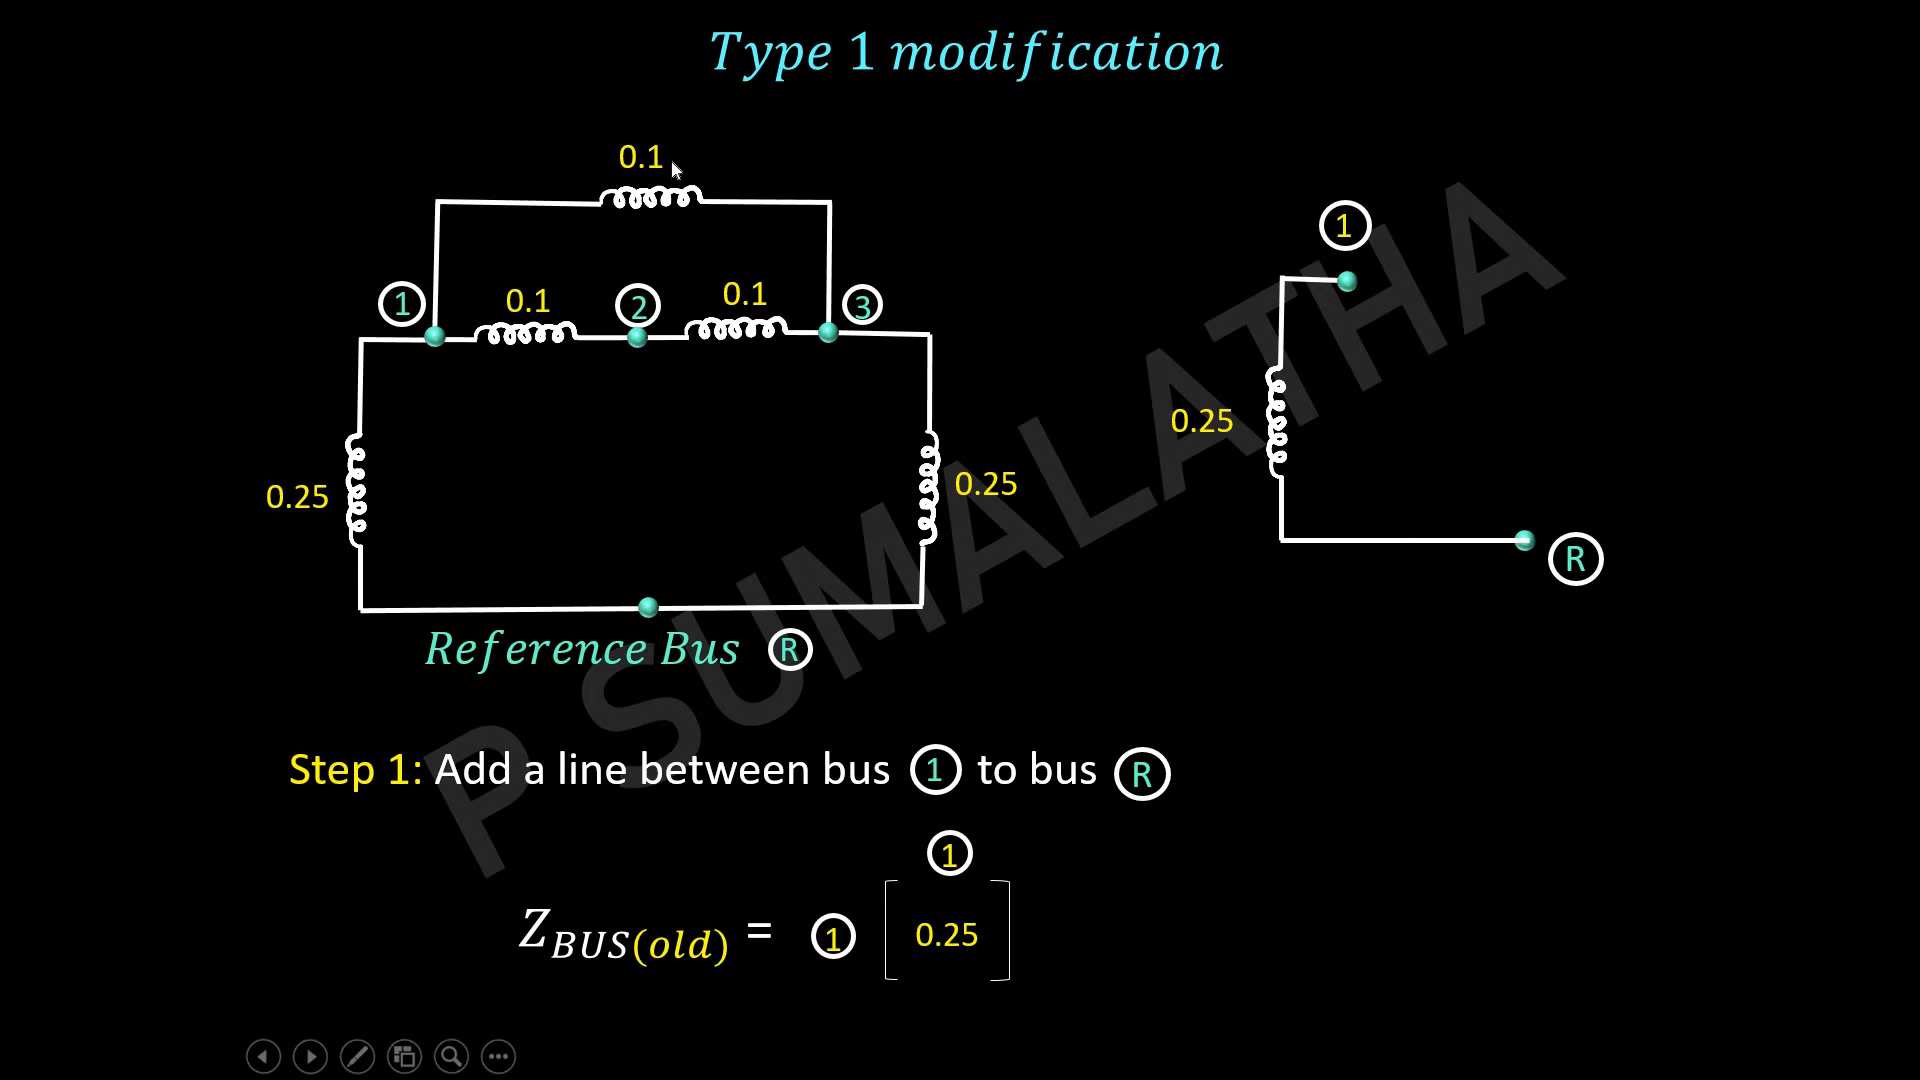 Type 1 modification
0.1
1
0.1
2
0.1
3
0.25
0.25
Reference Bus R
1
0.25
R
P SUMALATHA
Step 1: Add a line between bus 1 to bus R
1
Z_BUS(old) = 1 [ 0.25 ]